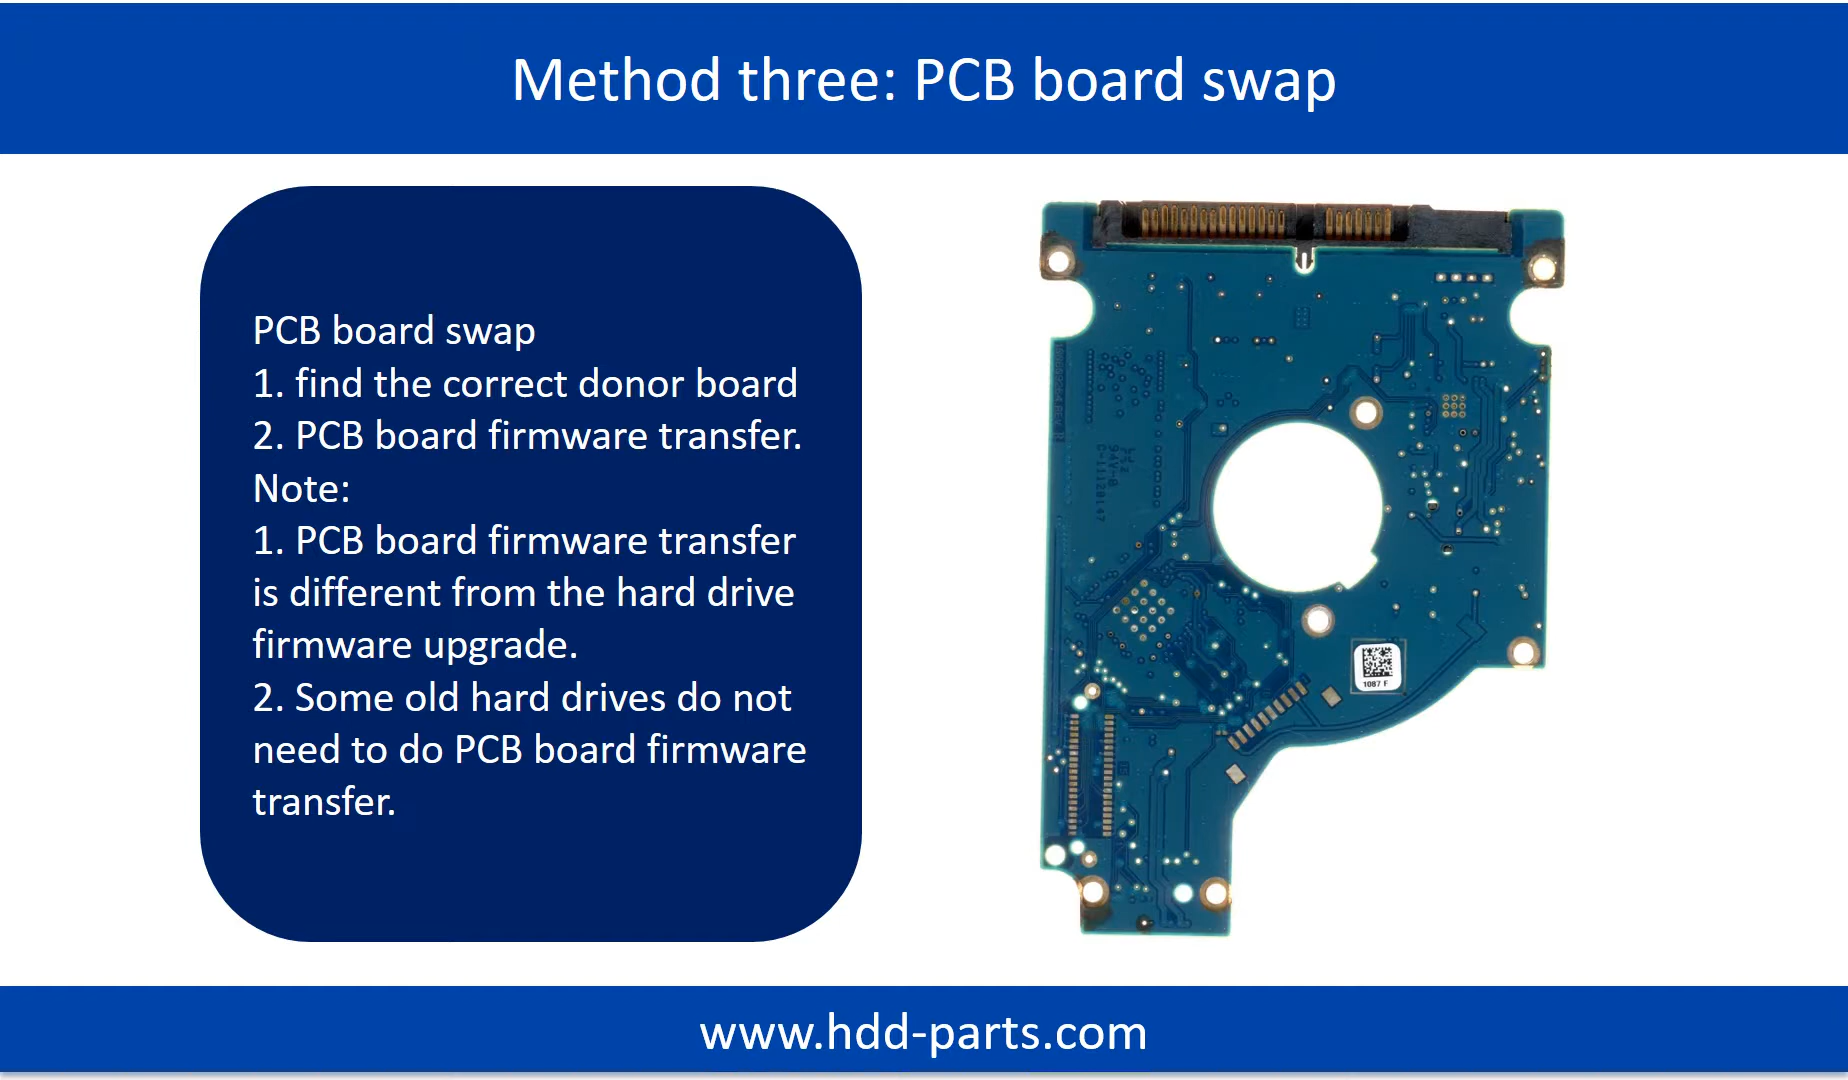 Method three: PCB board swap
PCB board swap
1. find the correct donor board
2. PCB board firmware transfer.
Note:
1. PCB board firmware transfer
is different from the hard drive
firmware upgrade.
2. Some old hard drives do not
need to do PCB board firmware
transfer.
94V-0
1087 F
www.hdd-parts.com